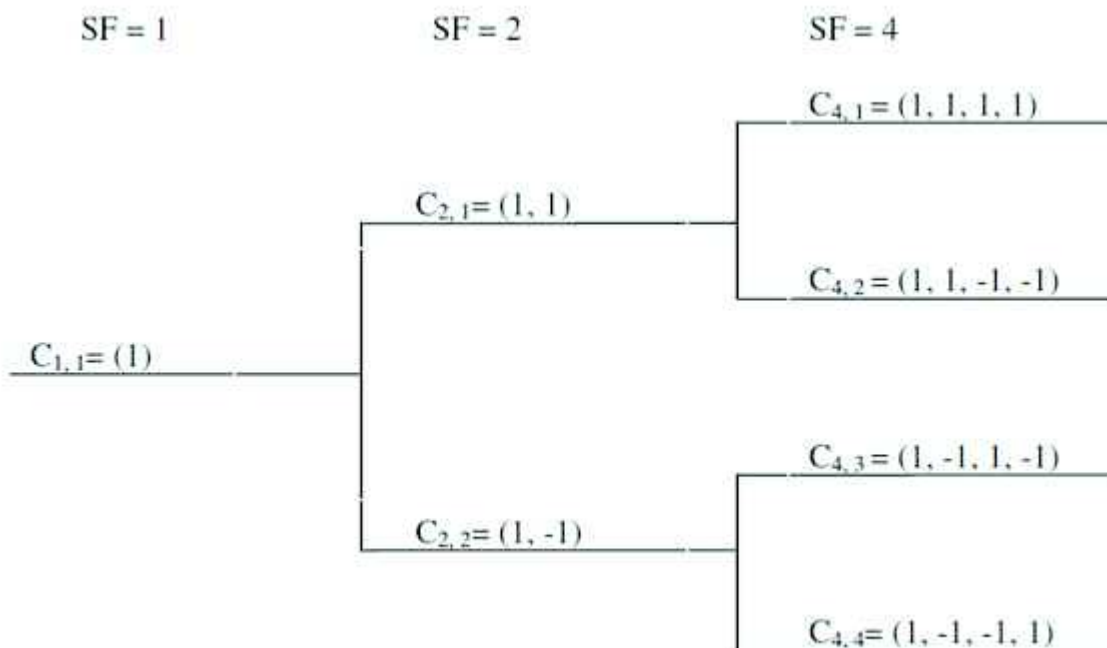 SF = 1 SF = 2 SF = 4
C4, 1 = (1, 1, 1, 1)
C2, 1= (1, 1)
C4, 2 = (1, 1, -1, -1)
C1, 1= (1)
C4, 3 = (1, -1, 1, -1)
C2, 2= (1, -1)
C4, 4= (1, -1, -1, 1)